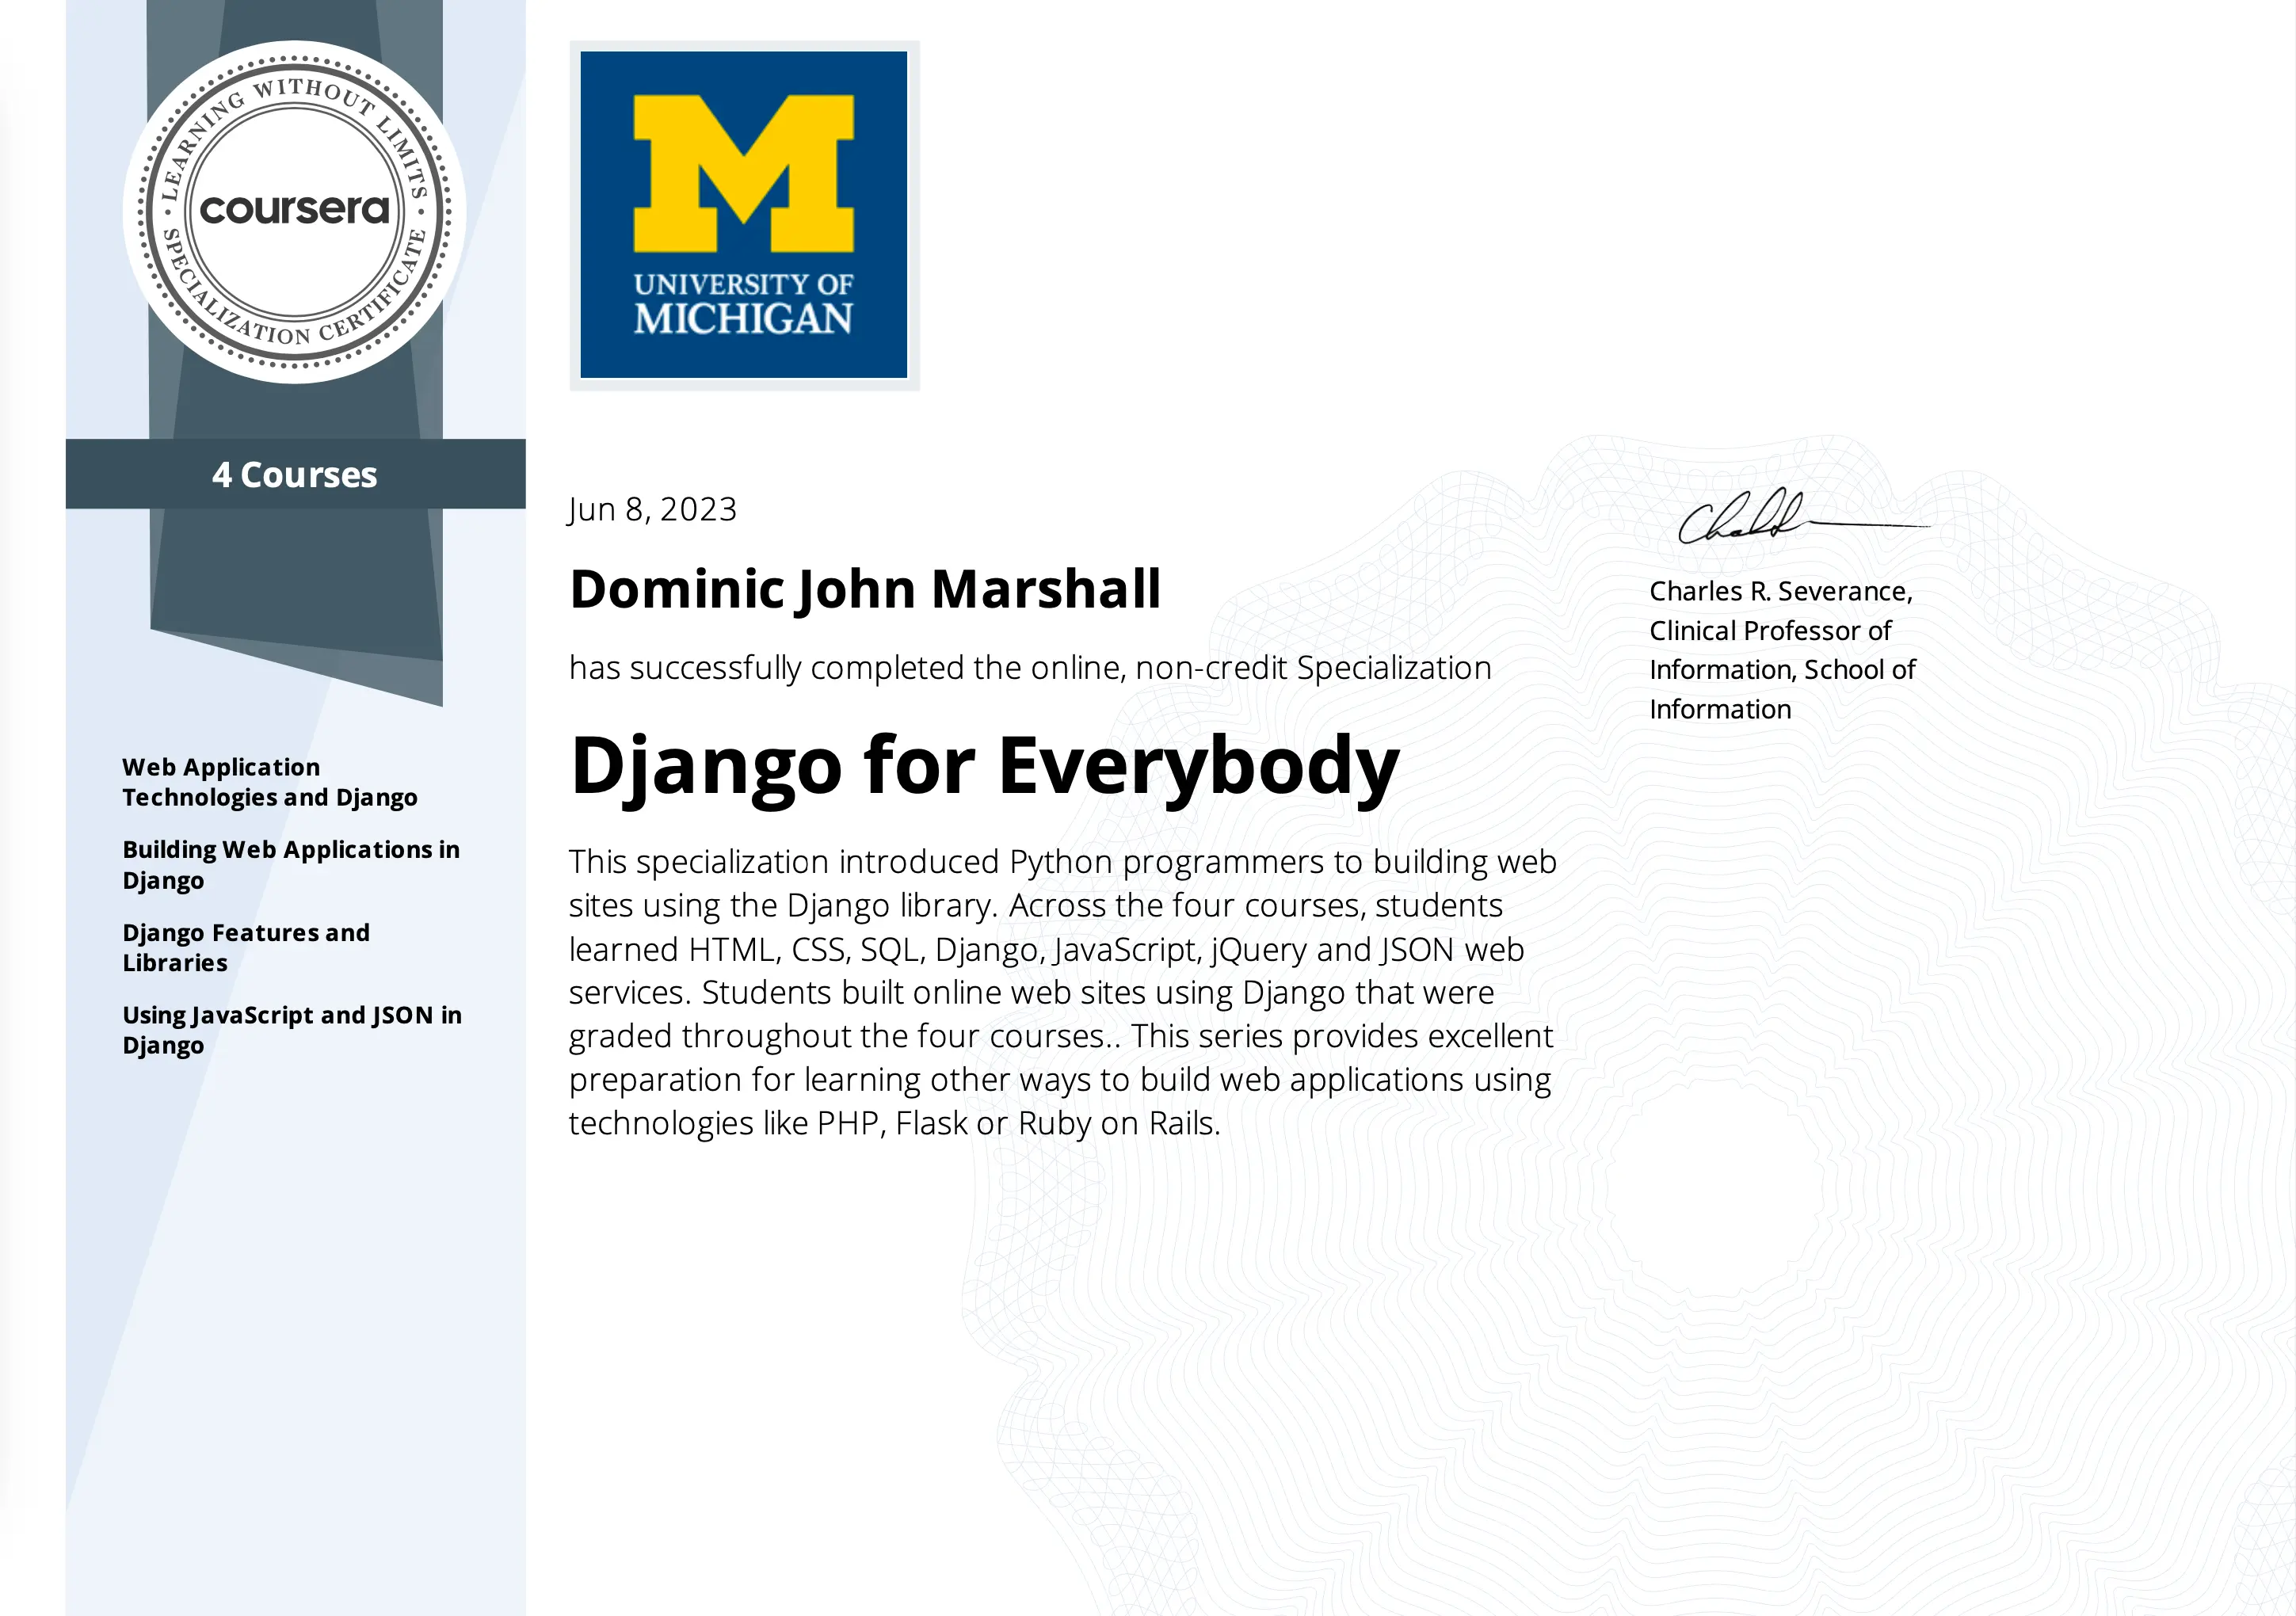 LEARNING WITHOUT LIMITS
coursera
SPECIALIZATION CERTIFICATE
UNIVERSITY OF
MICHIGAN
4 Courses
Web Application
Technologies and Django
Building Web Applications in
Django
Django Features and
Libraries
Using JavaScript and JSON in
Django
Jun 8, 2023
Dominic John Marshall
has successfully completed the online, non-credit Specialization
Django for Everybody
This specialization introduced Python programmers to building web
sites using the Django library. Across the four courses, students
learned HTML, CSS, SQL, Django, JavaScript, jQuery and JSON web
services. Students built online web sites using Django that were
graded throughout the four courses.. This series provides excellent
preparation for learning other ways to build web applications using
technologies like PHP, Flask or Ruby on Rails.
Charles R. Severance,
Clinical Professor of
Information, School of
Information